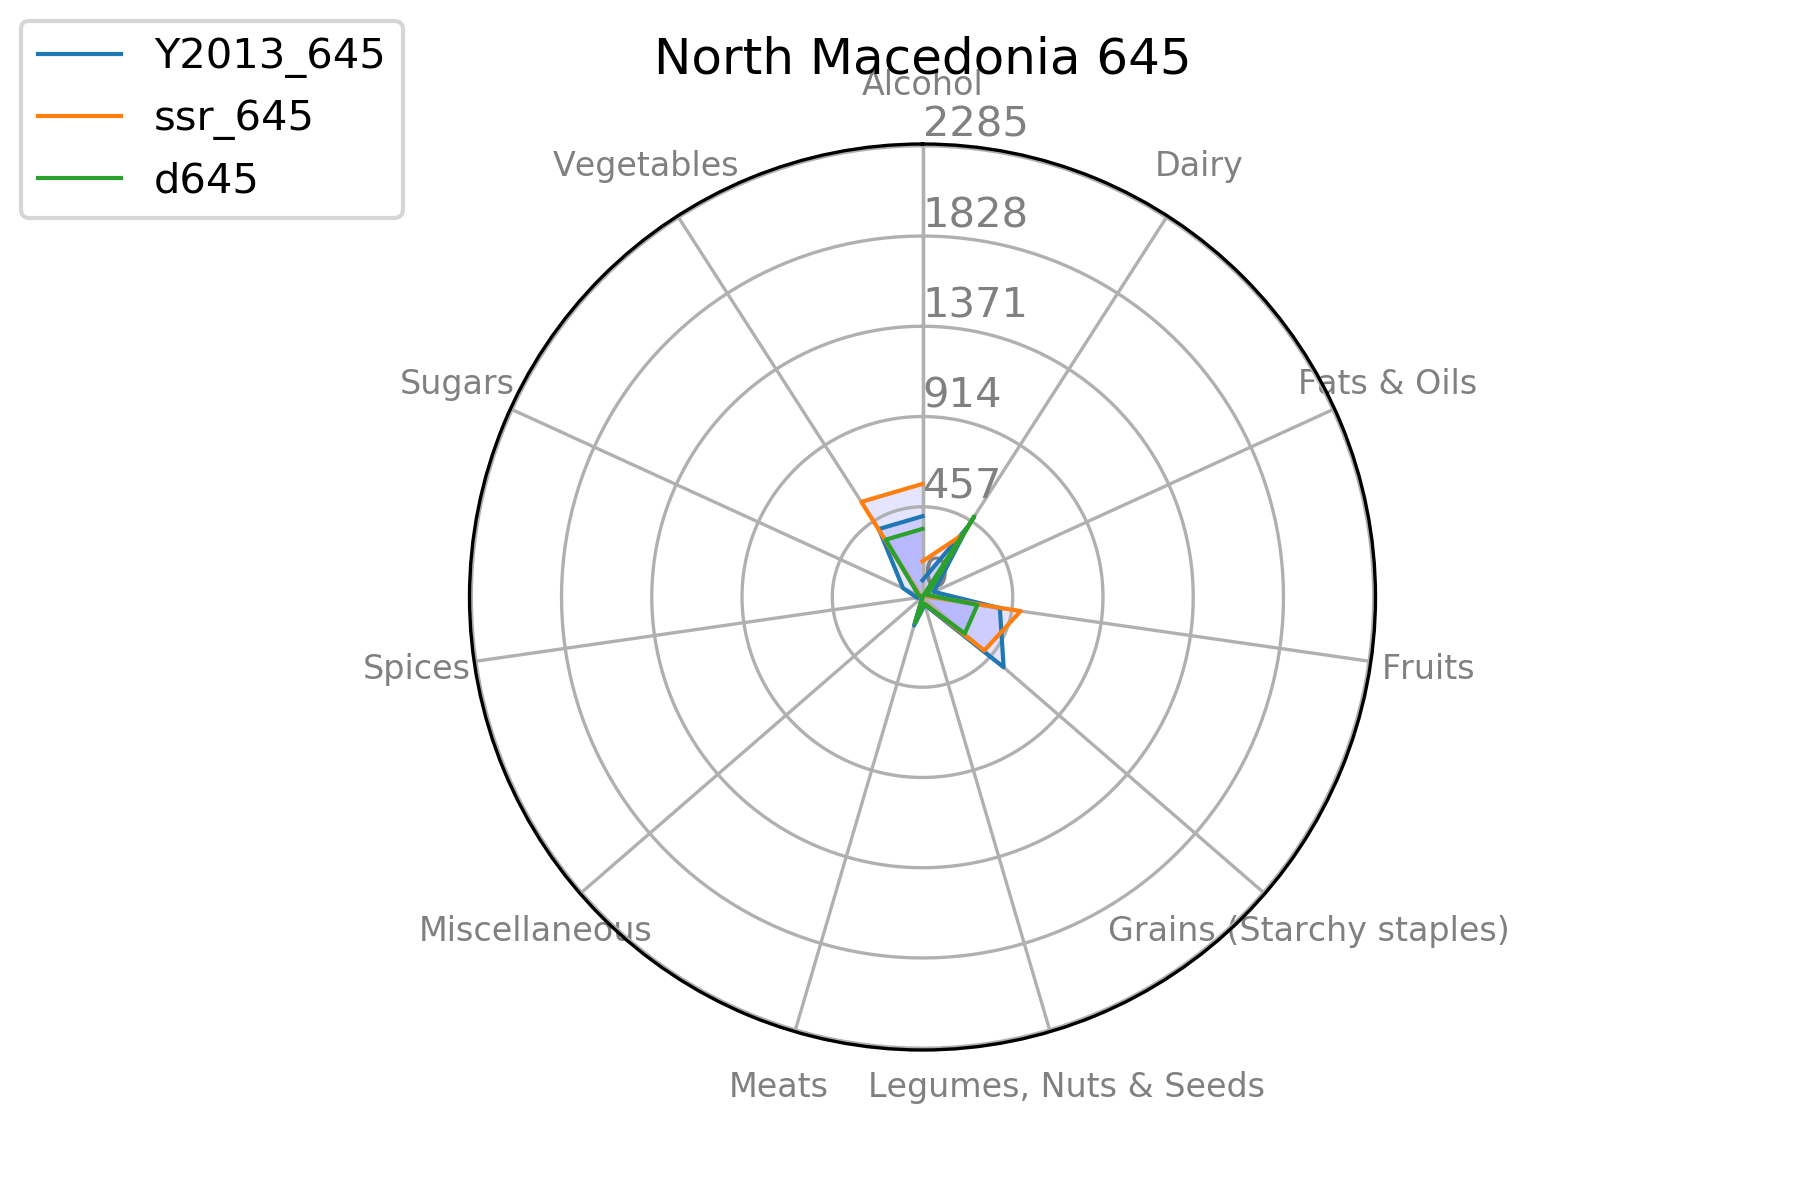 Y2013_645
ssr_645
d645
North Macedonia 645
Alcohol
2285
Vegetables
Dairy
1828
1371
Sugars
Fats & Oils
914
457
0
Spices
Fruits
Miscellaneous
Grains (Starchy staples)
Meats
Legumes, Nuts & Seeds